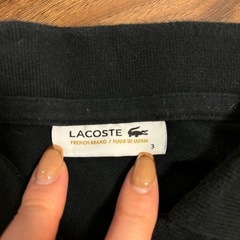 LACOSTE
FRENCH BRAND / MADE IN JAPAN
3